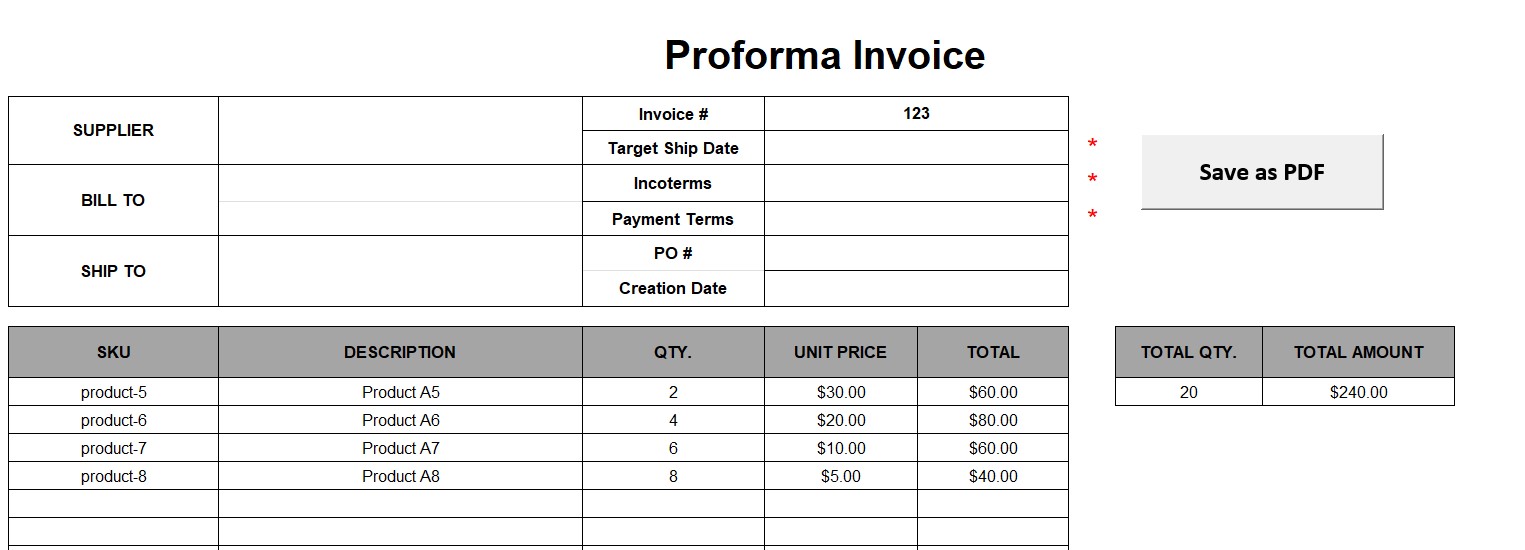 Proforma Invoice
SUPPLIER
Invoice # 123
Target Ship Date *
BILL TO
Incoterms *
Payment Terms *
Save as PDF
SHIP TO
PO #
Creation Date
SKU DESCRIPTION QTY. UNIT PRICE TOTAL TOTAL QTY. TOTAL AMOUNT
product-5 Product A5 2 $30.00 $60.00 20 $240.00
product-6 Product A6 4 $20.00 $80.00
product-7 Product A7 6 $10.00 $60.00
product-8 Product A8 8 $5.00 $40.00